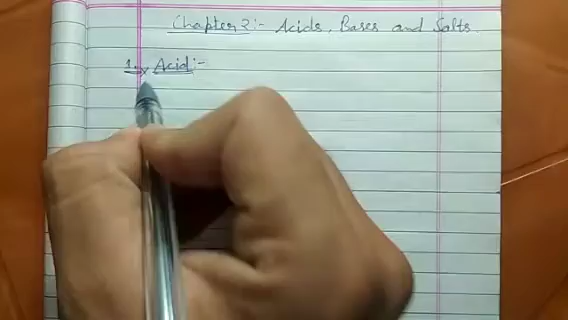 Chapter 2:- Acids, Bases and Salts.
1. Acid:-